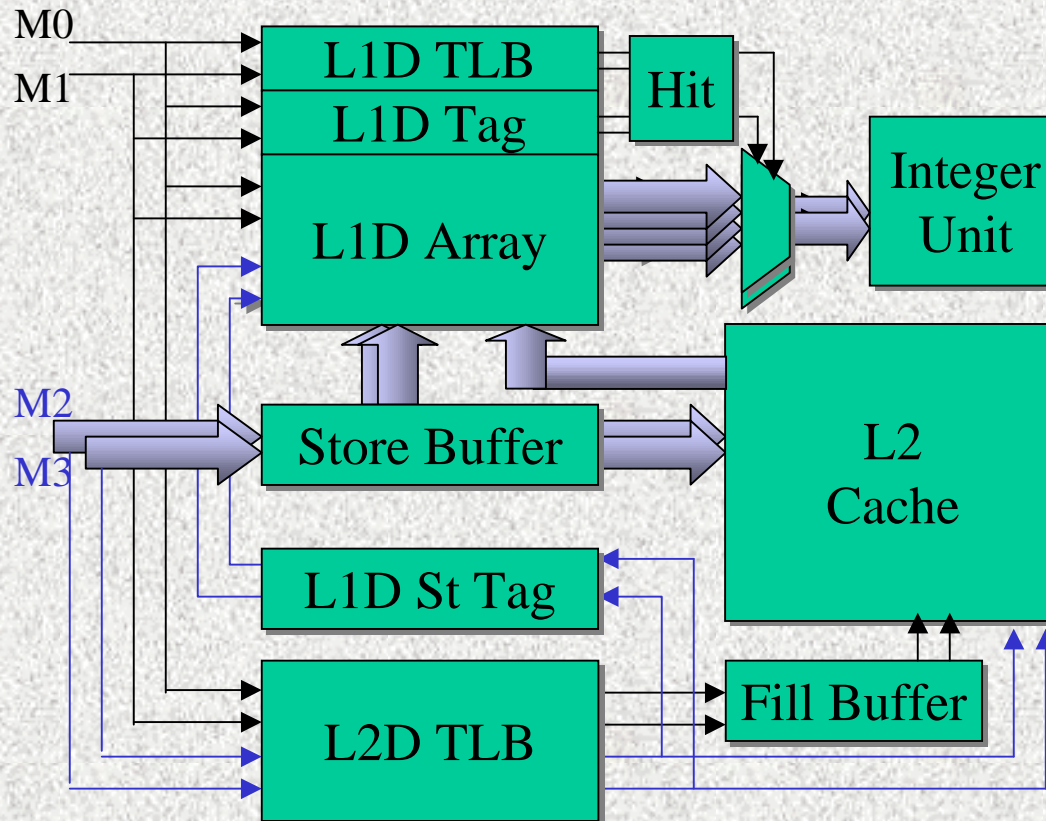 M0
M1
L1D TLB
L1D Tag
L1D Array
Hit
Integer
Unit
M2
M3
Store Buffer
L2
Cache
L1D St Tag
L2D TLB
Fill Buffer